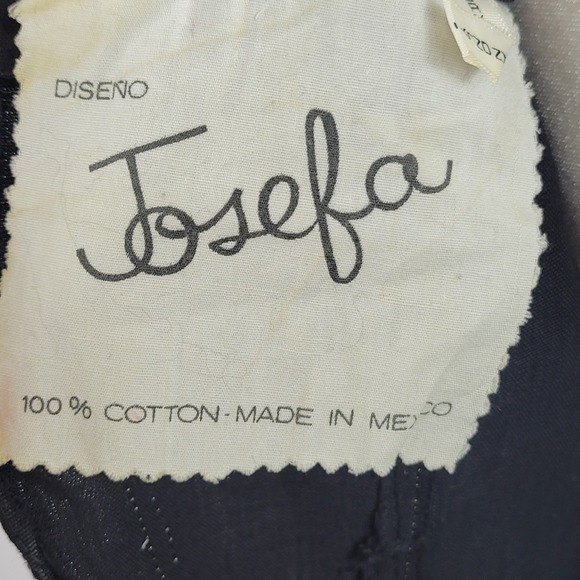 DISEÑO
Josefa
100% COTTON-MADE IN MEXICO